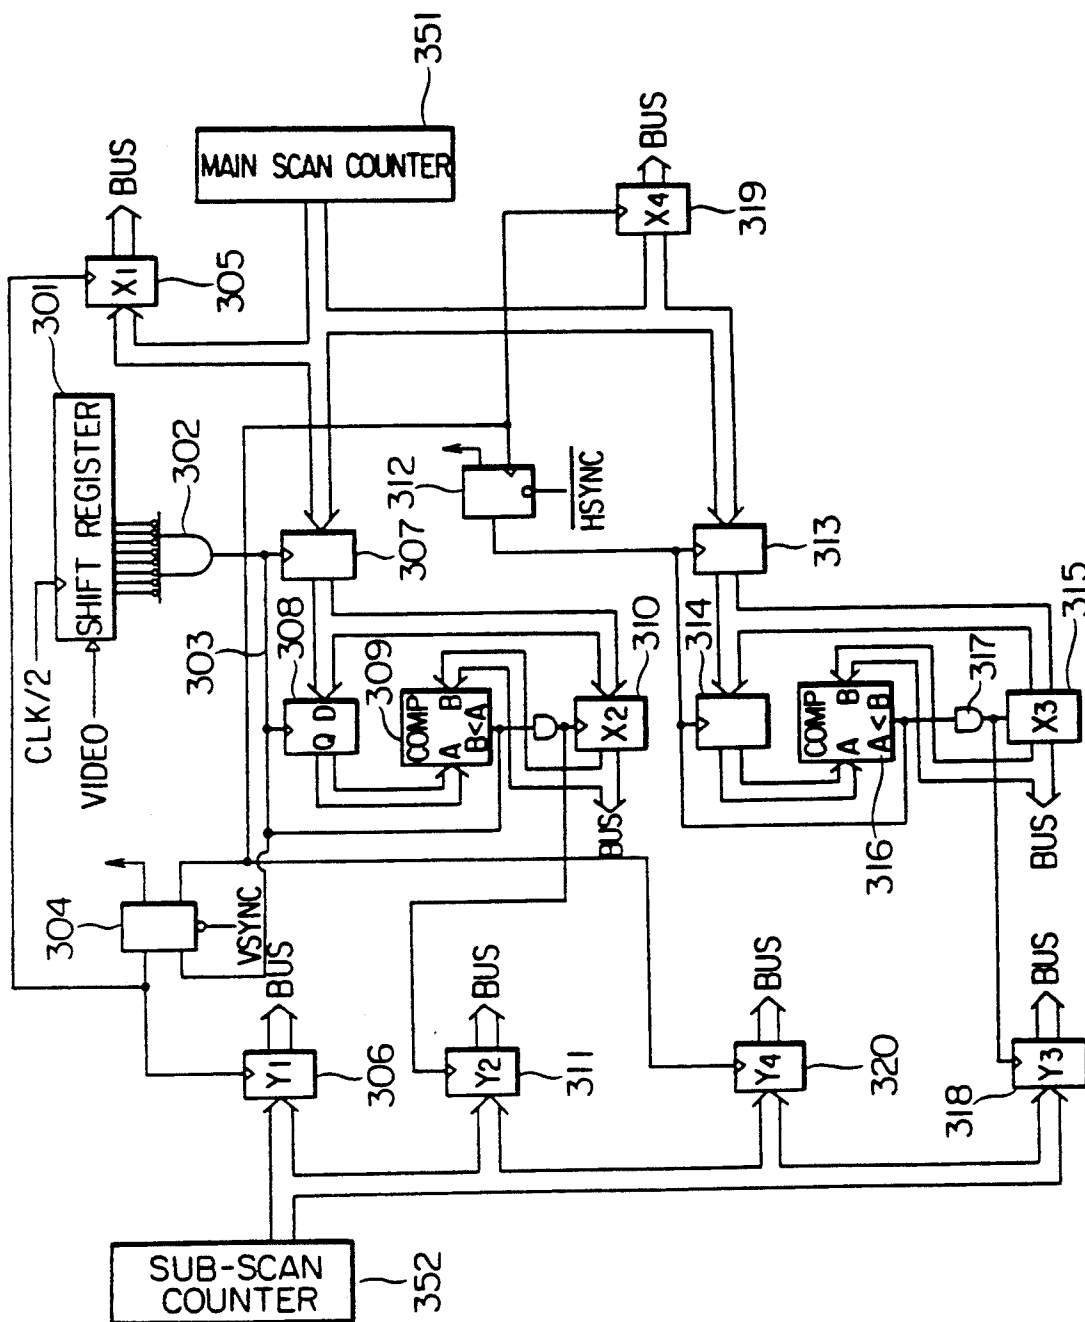 CLK/2
VIDEO
SHIFT REGISTER
301
302
303
304
VSYNC
X1
305
BUS
MAIN SCAN COUNTER
351
Y1
306
BUS
307
308
D
Q
309
COMP
A
B
B<A
X2
310
BUS
Y2
311
BUS
312
HSYNC
313
314
COMP
A
B
A<B
316
317
X3
315
BUS
Y3
318
BUS
X4
319
BUS
Y4
320
BUS
SUB-SCAN
COUNTER
352